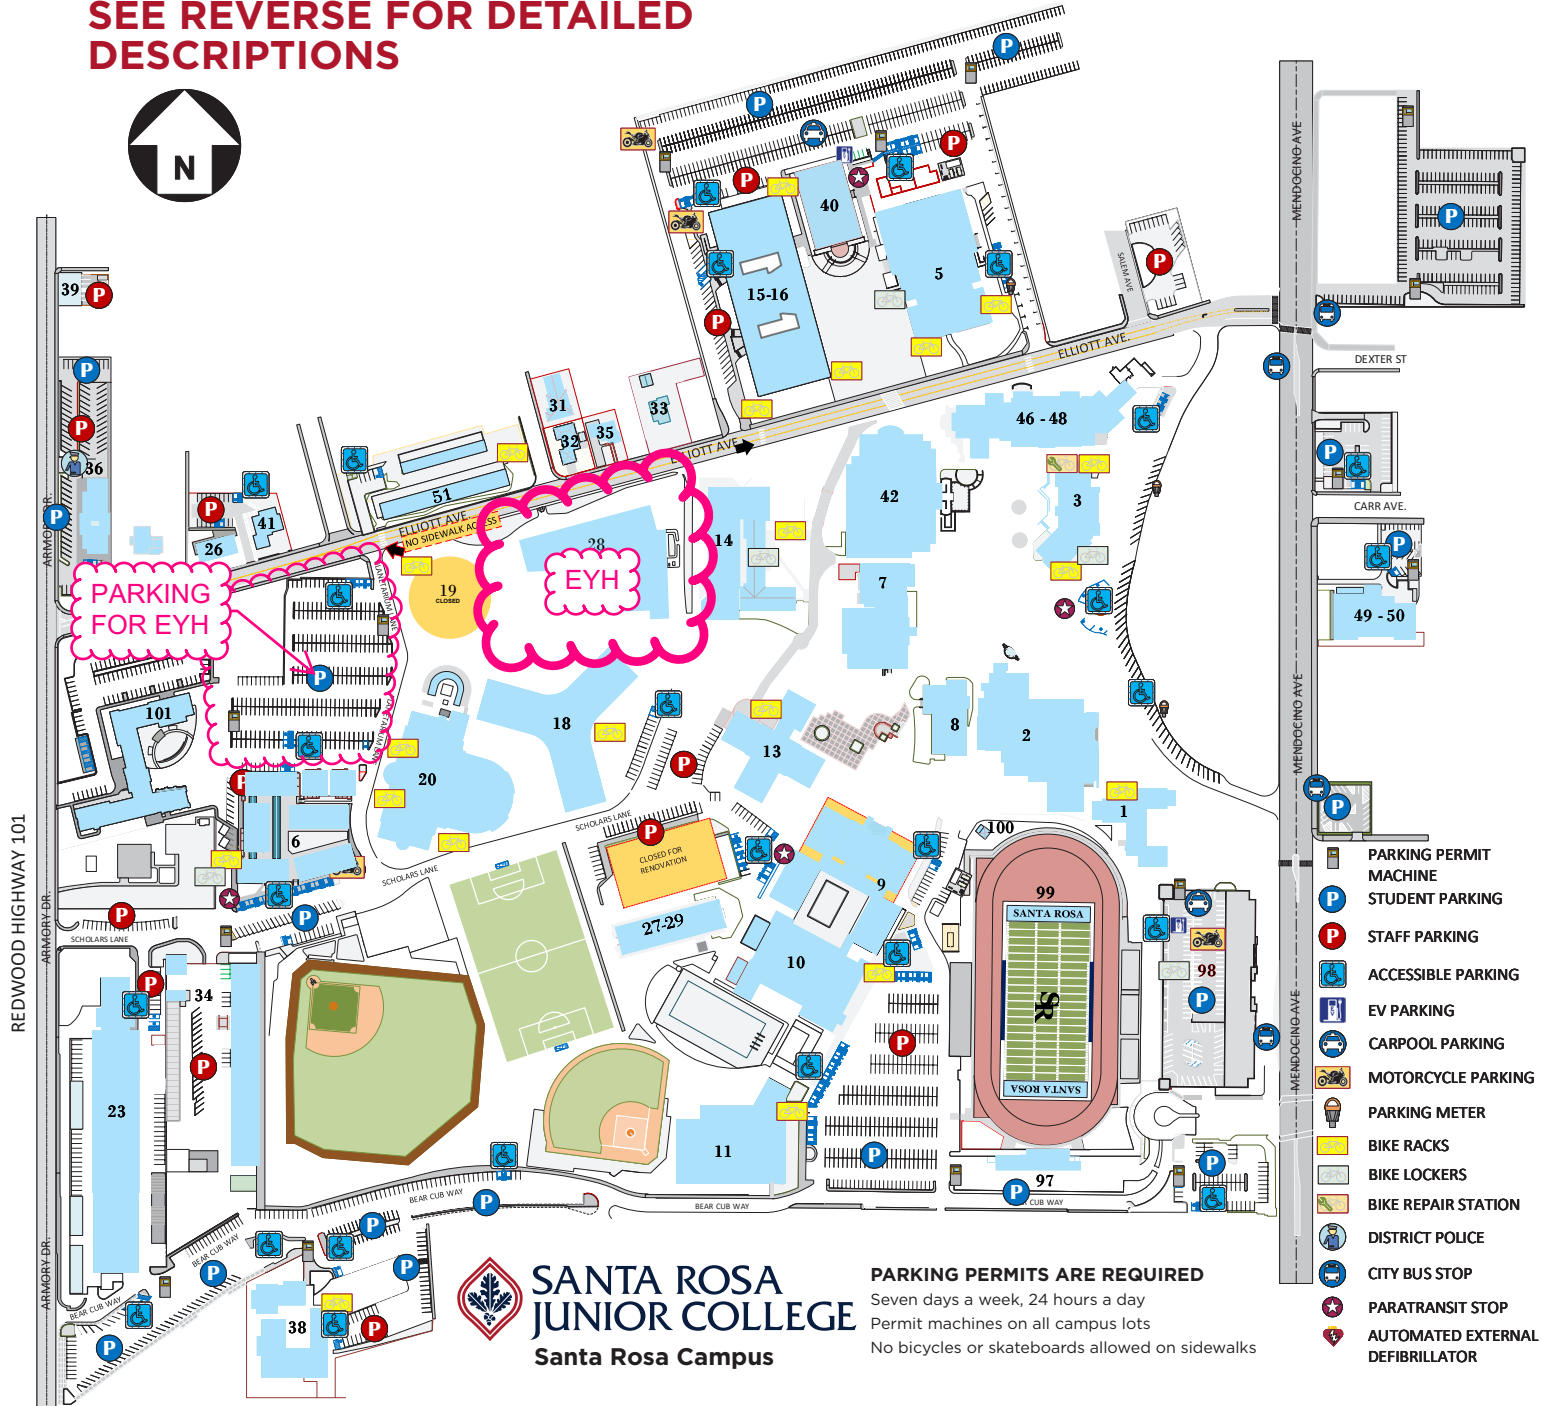 SEE REVERSE FOR DETAILED
DESCRIPTIONS
N
MENDOCINO AVE
40
5
15-16
SALEM AVE
39
ELLIOTT AVE.
DEXTER ST
31
33
32
35
46 - 48
ELLIOTT AVE.
36
51
42
3
CARR AVE.
ARMORY DR.
41
26
ELLIOTT AVE.
NO SIDEWALK ACCESS
28
14
EYH
PARKING
FOR EYH
19
CLOSED
7
49 - 50
PLANETARIUM LANE
101
18
13
8
2
MENDOCINO AVE
PLANETARIUM LANE
20
1
6
100
SCHOLARS LANE
SCHOLARS LANE
CLOSED FOR
RENOVATION
9
99
SANTA ROSA
27-29
10
SR
SANTA ROSA
98
REDWOOD HIGHWAY 101
ARMORY DR.
SCHOLARS LANE
34
23
11
97
MENDOCINO AVE
BEAR CUB WAY
BEAR CUB WAY
BEAR CUB WAY
BEAR CUB WAY
BEAR CUB WAY
ARMORY DR.
38
PARKING PERMIT
MACHINE
P STUDENT PARKING
P STAFF PARKING
ACCESSIBLE PARKING
EV PARKING
CARPOOL PARKING
MOTORCYCLE PARKING
PARKING METER
BIKE RACKS
BIKE LOCKERS
BIKE REPAIR STATION
DISTRICT POLICE
CITY BUS STOP
PARATRANSIT STOP
AUTOMATED EXTERNAL
DEFIBRILLATOR
SANTA ROSA
JUNIOR COLLEGE
Santa Rosa Campus
PARKING PERMITS ARE REQUIRED
Seven days a week, 24 hours a day
Permit machines on all campus lots
No bicycles or skateboards allowed on sidewalks